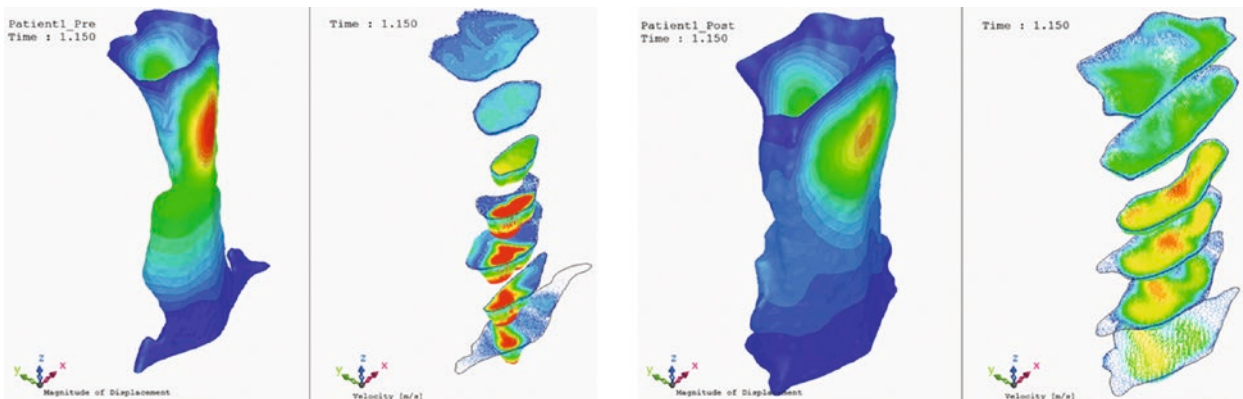 Patient1_Pre
Time : 1.150
Time : 1.150
y z x
Magnitude of Displacement
y z x
Velocity [m/s]
Patient1_Post
Time : 1.150
Time : 1.150
y z x
Magnitude of Displacement
y z x
Velocity [m/s]